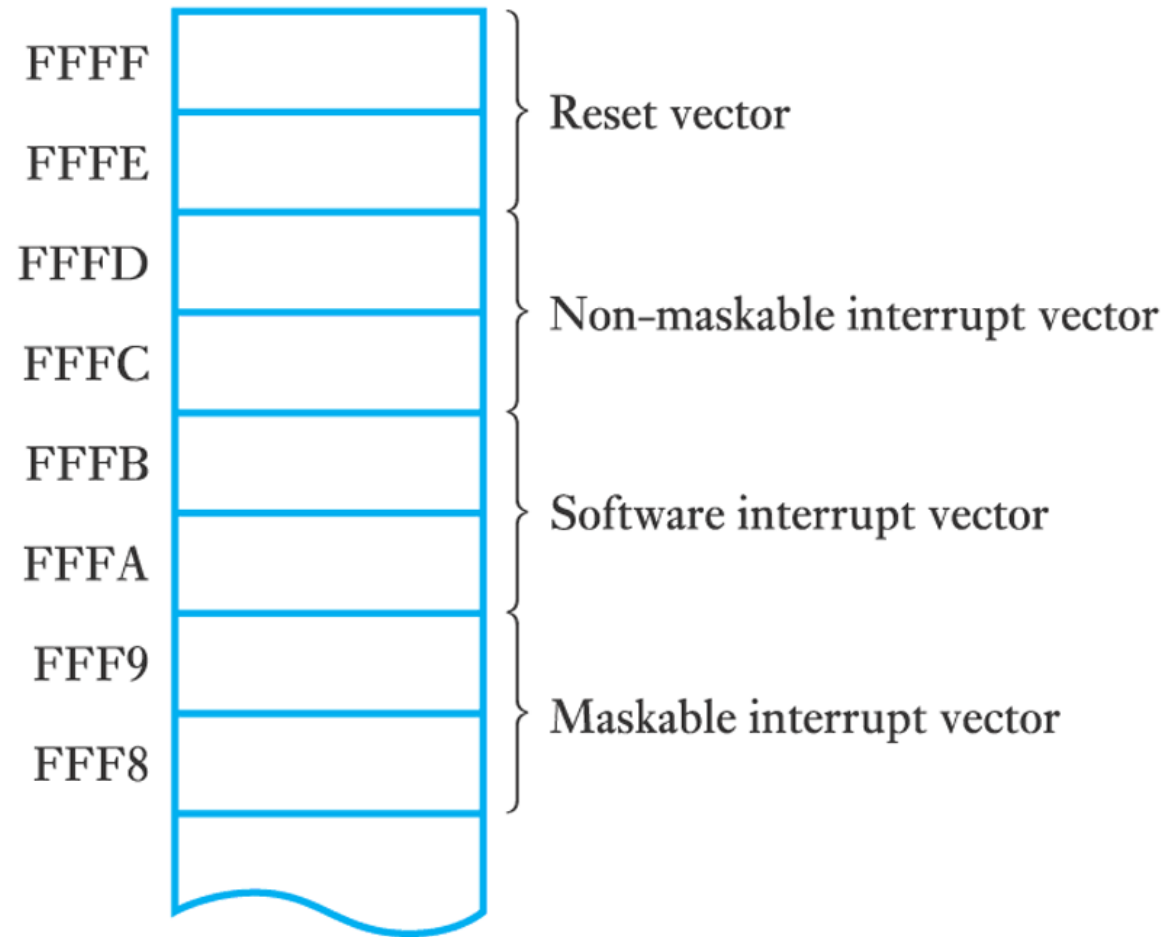 FFFF
Reset vector
FFFE
FFFD
Non-maskable interrupt vector
FFFC
FFFB
Software interrupt vector
FFFA
FFF9
Maskable interrupt vector
FFF8